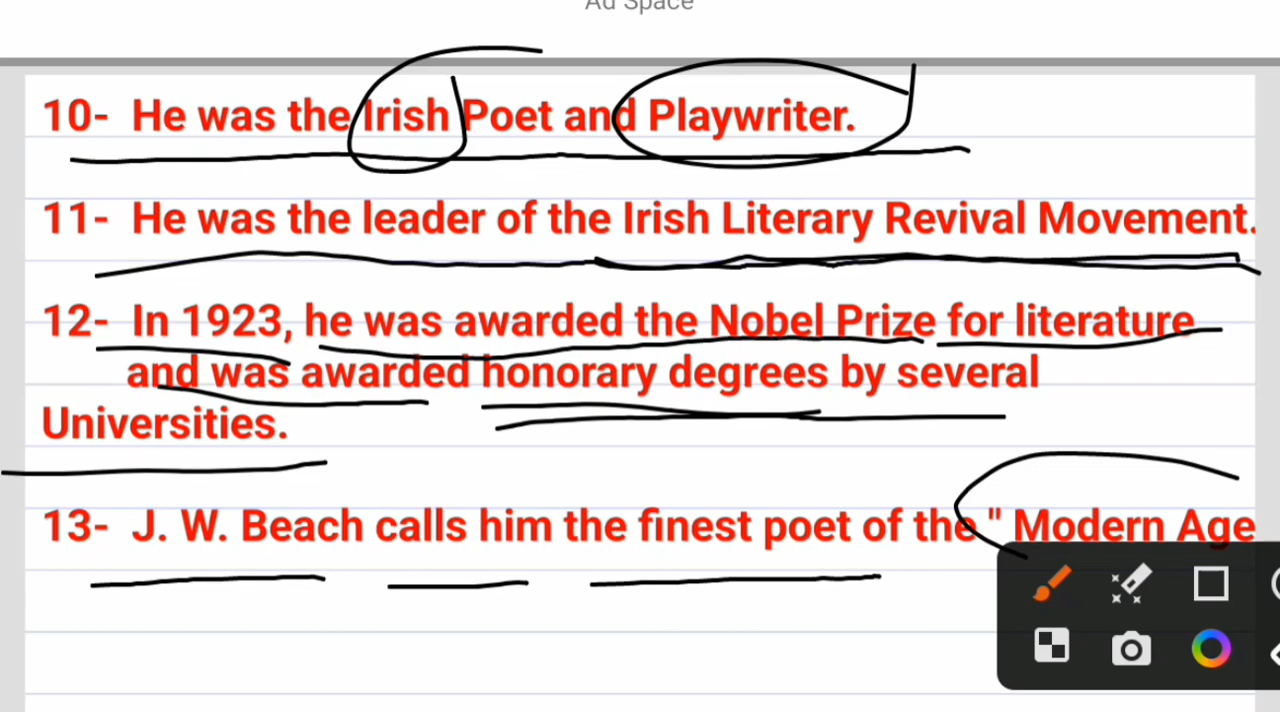 Ad Space
10- He was the Irish Poet and Playwriter.
11- He was the leader of the Irish Literary Revival Movement.
12- In 1923, he was awarded the Nobel Prize for literature
and was awarded honorary degrees by several
Universities.
13- J. W. Beach calls him the finest poet of the " Modern Age